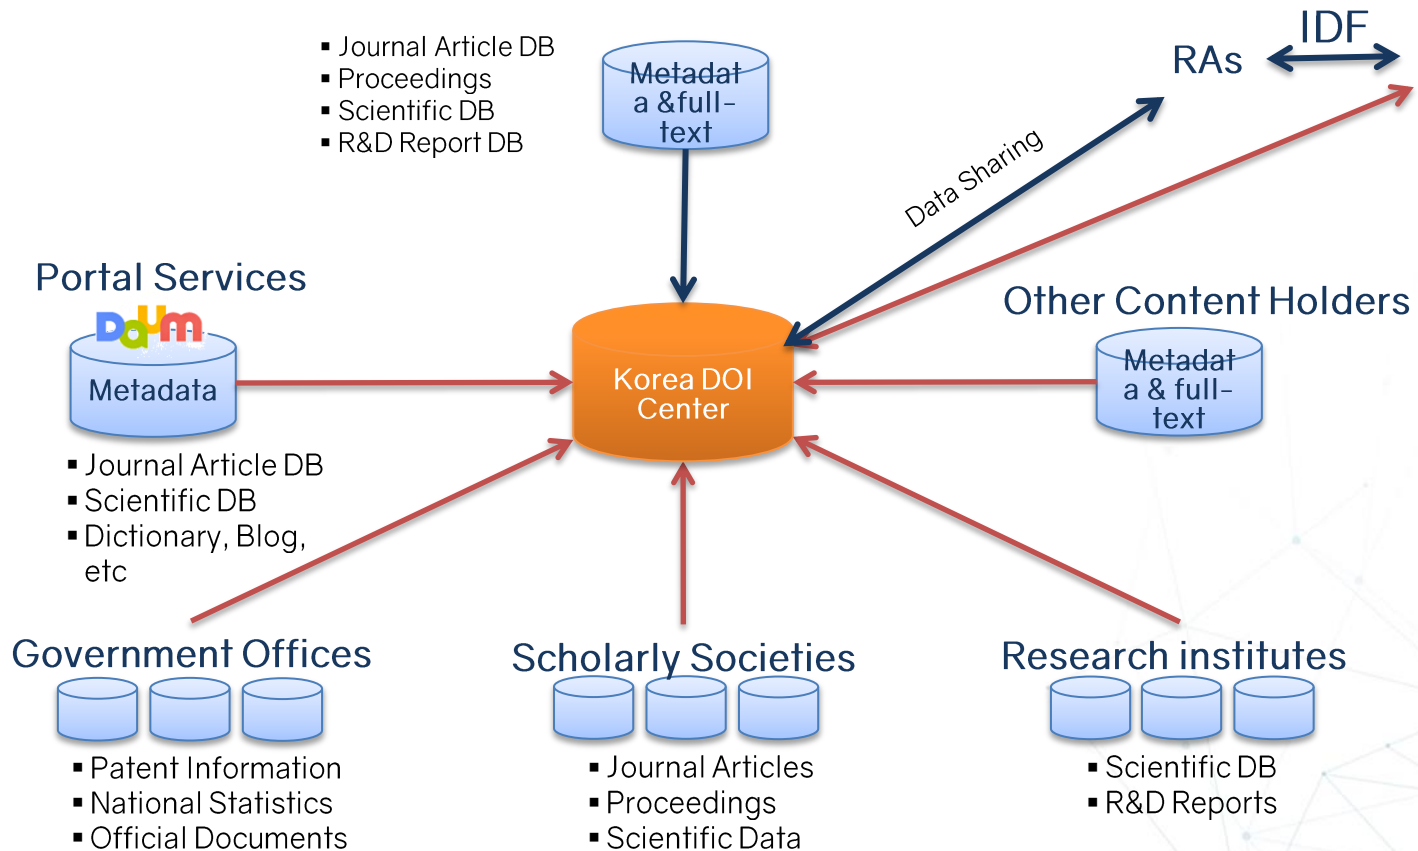 ▪ Journal Article DB
▪ Proceedings
▪ Scientific DB
▪ R&D Report DB
Metadat
a &full-
text
IDF
RAs
Data Sharing
Portal Services
Daum
Metadata
▪ Journal Article DB
▪ Scientific DB
▪ Dictionary, Blog,
etc
Korea DOI
Center
Other Content Holders
Metadat
a & full-
text
Government Offices
▪ Patent Information
▪ National Statistics
▪ Official Documents
Scholarly Societies
▪ Journal Articles
▪ Proceedings
▪ Scientific Data
Research institutes
▪ Scientific DB
▪ R&D Reports